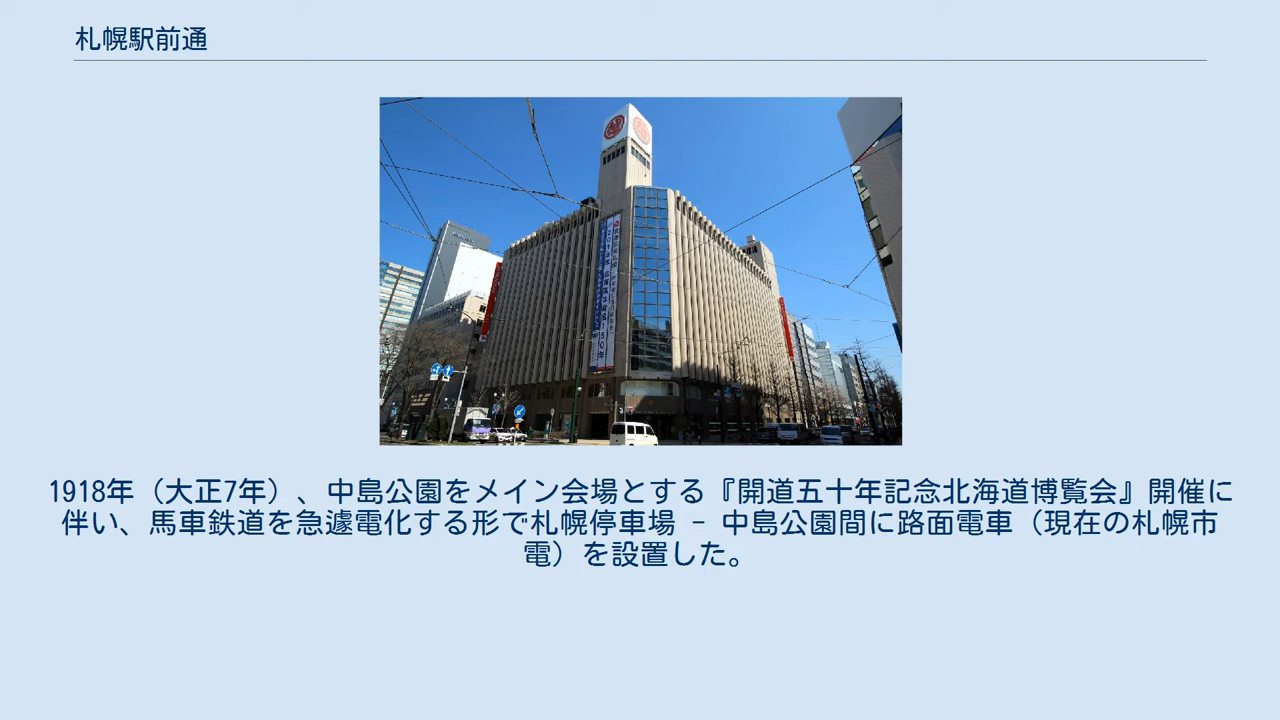 札幌駅前通
1918年（大正7年）、中島公園をメイン会場とする『開道五十年記念北海道博覧会』開催に
伴い、馬車鉄道を急遽電化する形で札幌停車場 - 中島公園間に路面電車（現在の札幌市
電）を設置した。